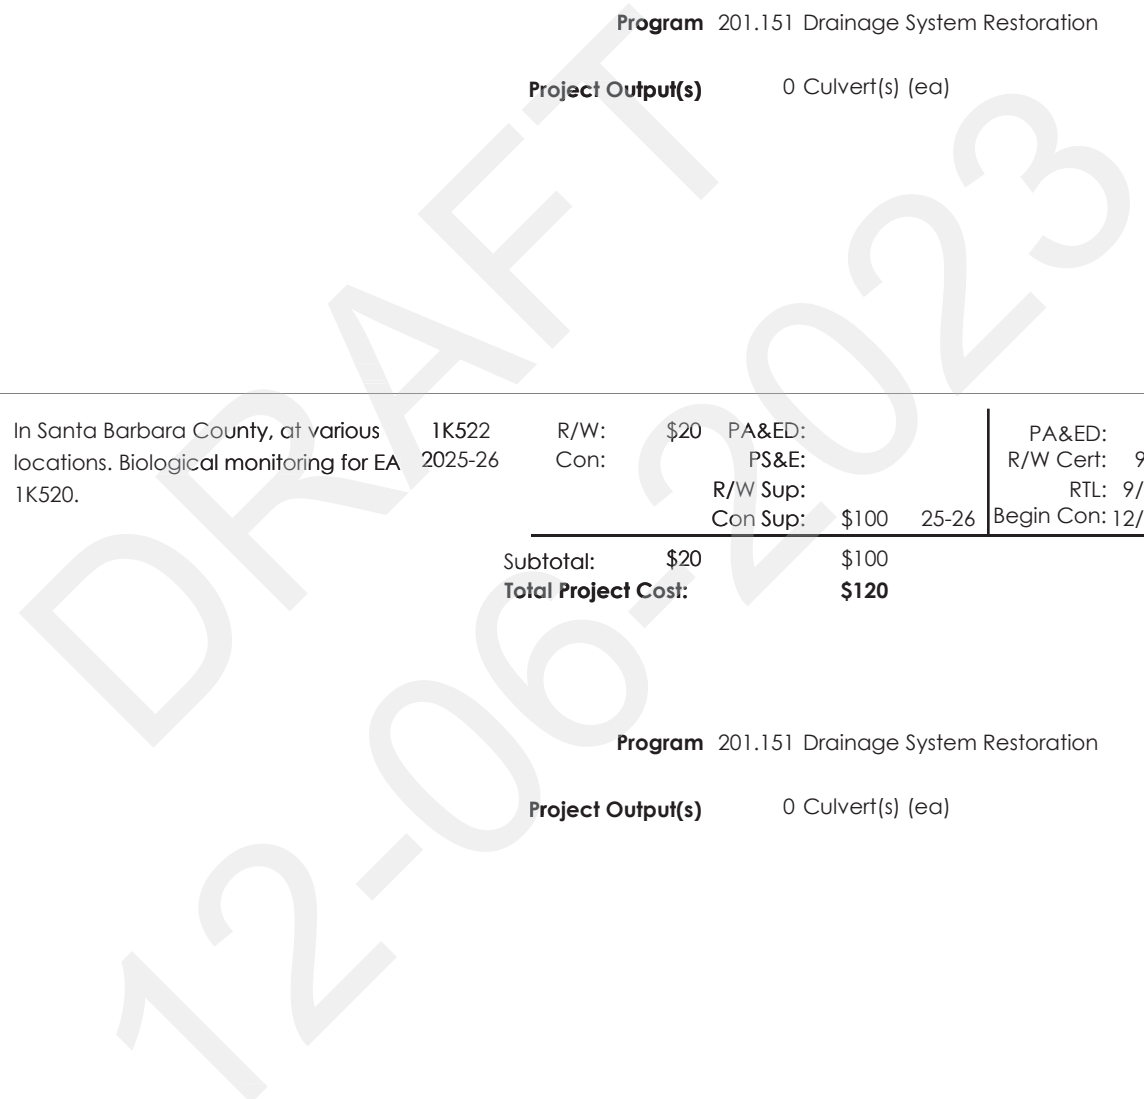 Program 201.151 Drainage System Restoration
Project Output(s) 0 Culvert(s) (ea)
In Santa Barbara County, at various 1K522 R/W: $20 PA&ED: PA&ED:
locations. Biological monitoring for EA 2025-26 Con: PS&E: R/W Cert: 9
1K520. R/W Sup: RTL: 9/
Con Sup: $100 25-26 Begin Con: 12/
Subtotal: $20 $100
Total Project Cost: $120
Program 201.151 Drainage System Restoration
Project Output(s) 0 Culvert(s) (ea)
DRAFT
12-06-2023